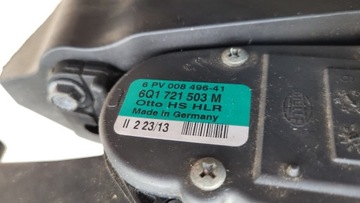 6 PV 008 496-41
6Q1 721 503 M
Otto HS HLR
Made in Germany
II 2 23/13